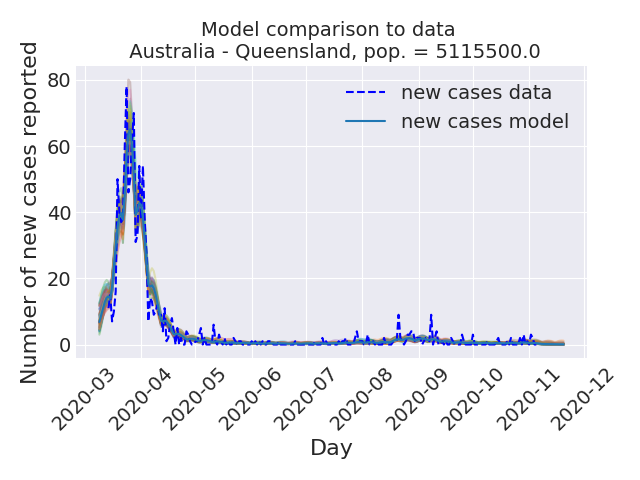 Model comparison to data
Australia - Queensland, pop. = 5115500.0
Number of new cases reported
80
60
40
20
0
new cases data
new cases model
2020-03
2020-04
2020-05
2020-06
2020-07
2020-08
2020-09
2020-10
2020-11
2020-12
Day